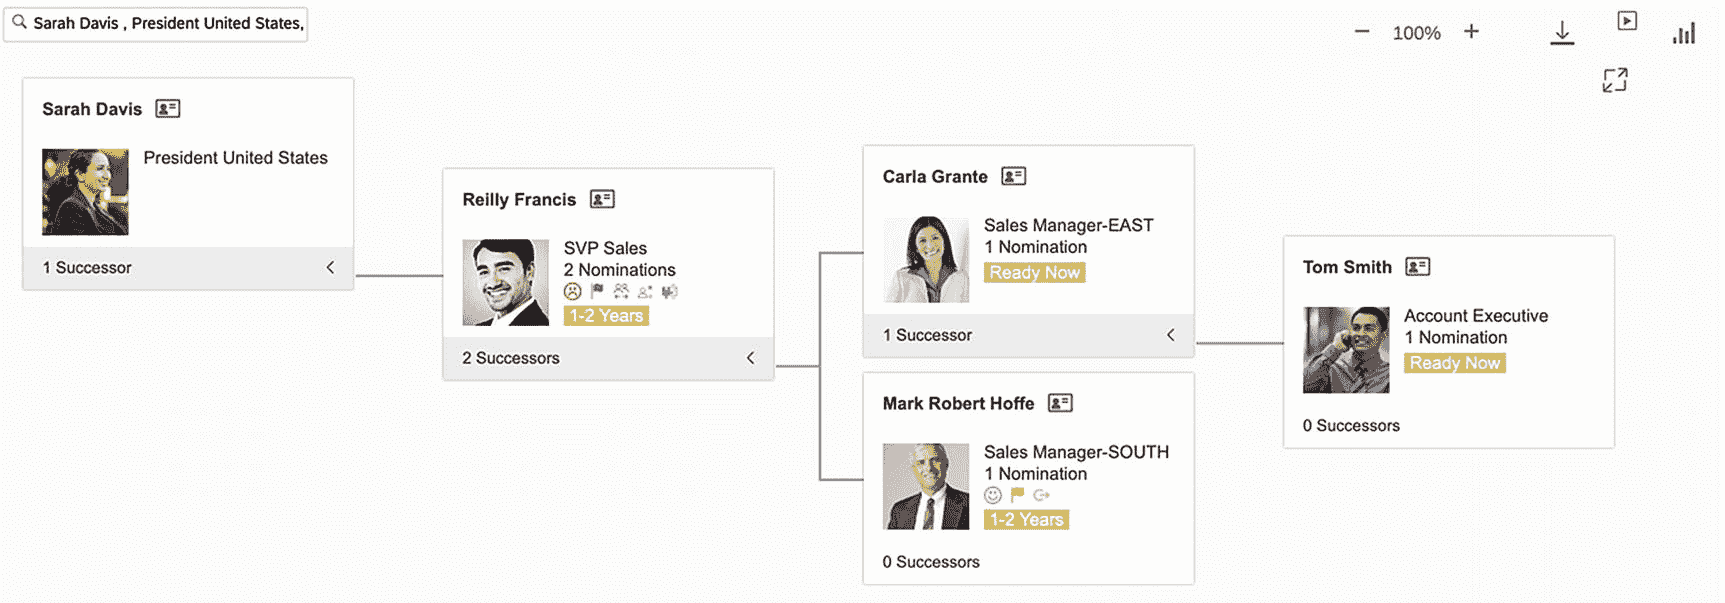 Sarah Davis , President United States,
100%
Sarah Davis
President United States
1 Successor
Reilly Francis
SVP Sales
2 Nominations
1-2 Years
2 Successors
Carla Grante
Sales Manager-EAST
1 Nomination
Ready Now
1 Successor
Mark Robert Hoffe
Sales Manager-SOUTH
1 Nomination
1-2 Years
0 Successors
Tom Smith
Account Executive
1 Nomination
Ready Now
0 Successors